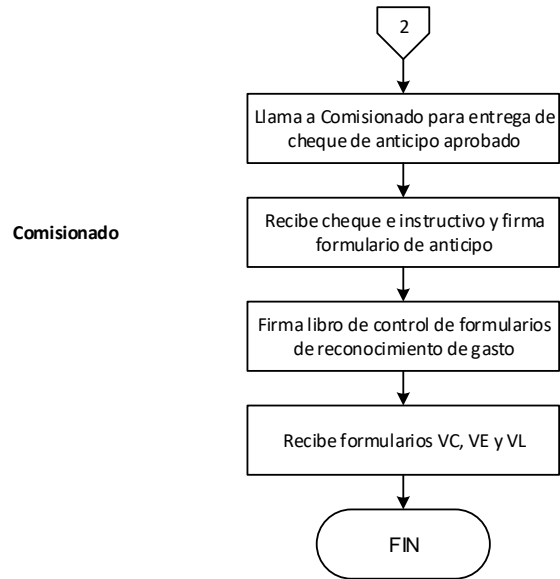 2
Llama a Comisionado para entrega de
cheque de anticipo aprobado
Comisionado
Recibe cheque e instructivo y firma
formulario de anticipo
Firma libro de control de formularios
de reconocimiento de gasto
Recibe formularios VC, VE y VL
FIN